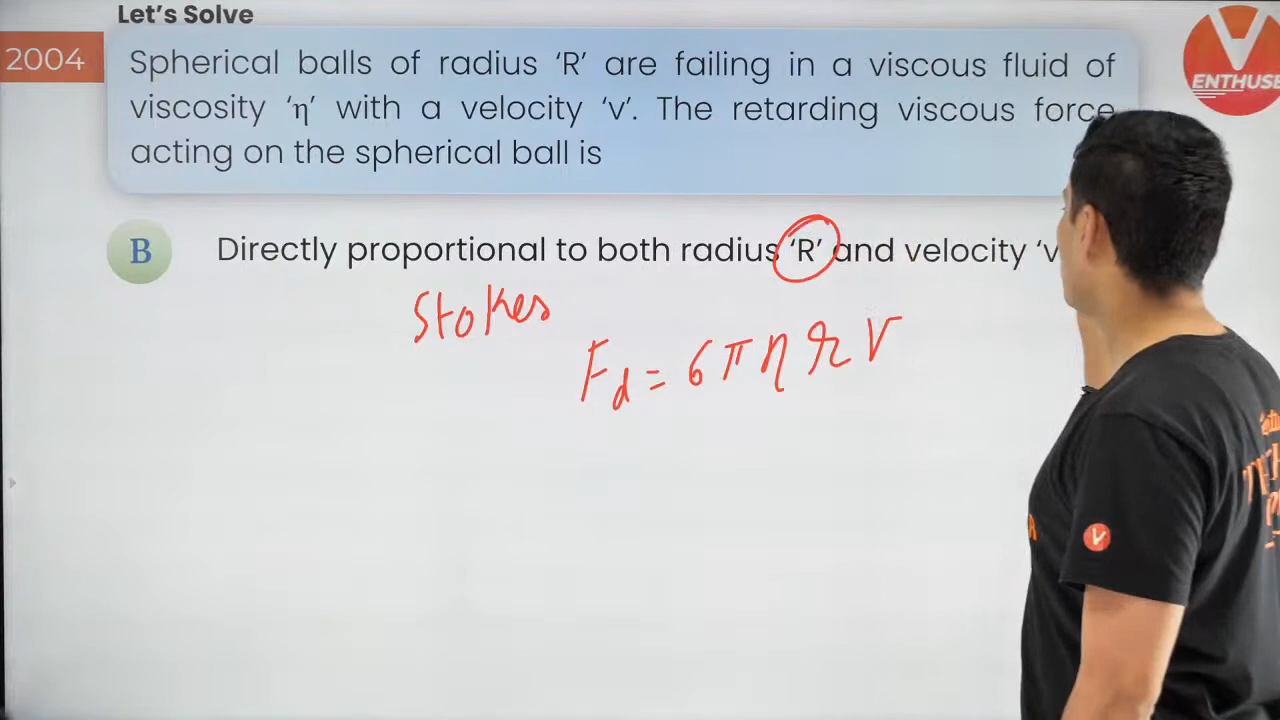 Let's Solve
2004
Spherical balls of radius 'R' are failing in a viscous fluid of
viscosity 'η' with a velocity 'v'. The retarding viscous force
acting on the spherical ball is
V
ENTHUSE
B Directly proportional to both radius 'R' and velocity 'v
Stokes
F_d = 6πηrv
V